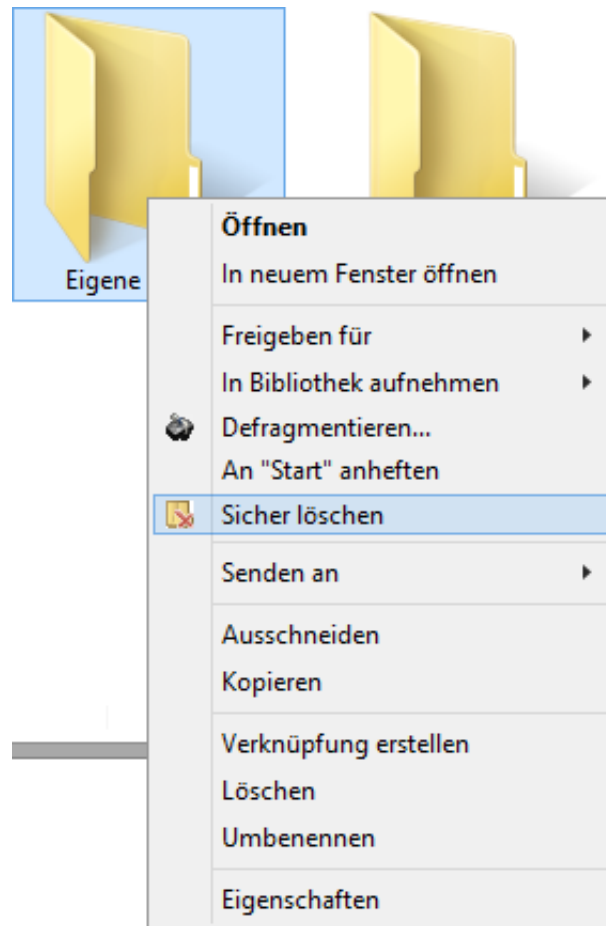 Eigene
Öffnen
In neuem Fenster öffnen
Freigeben für
In Bibliothek aufnehmen
Defragmentieren...
An "Start" anheften
Sicher löschen
Senden an
Ausschneiden
Kopieren
Verknüpfung erstellen
Löschen
Umbenennen
Eigenschaften